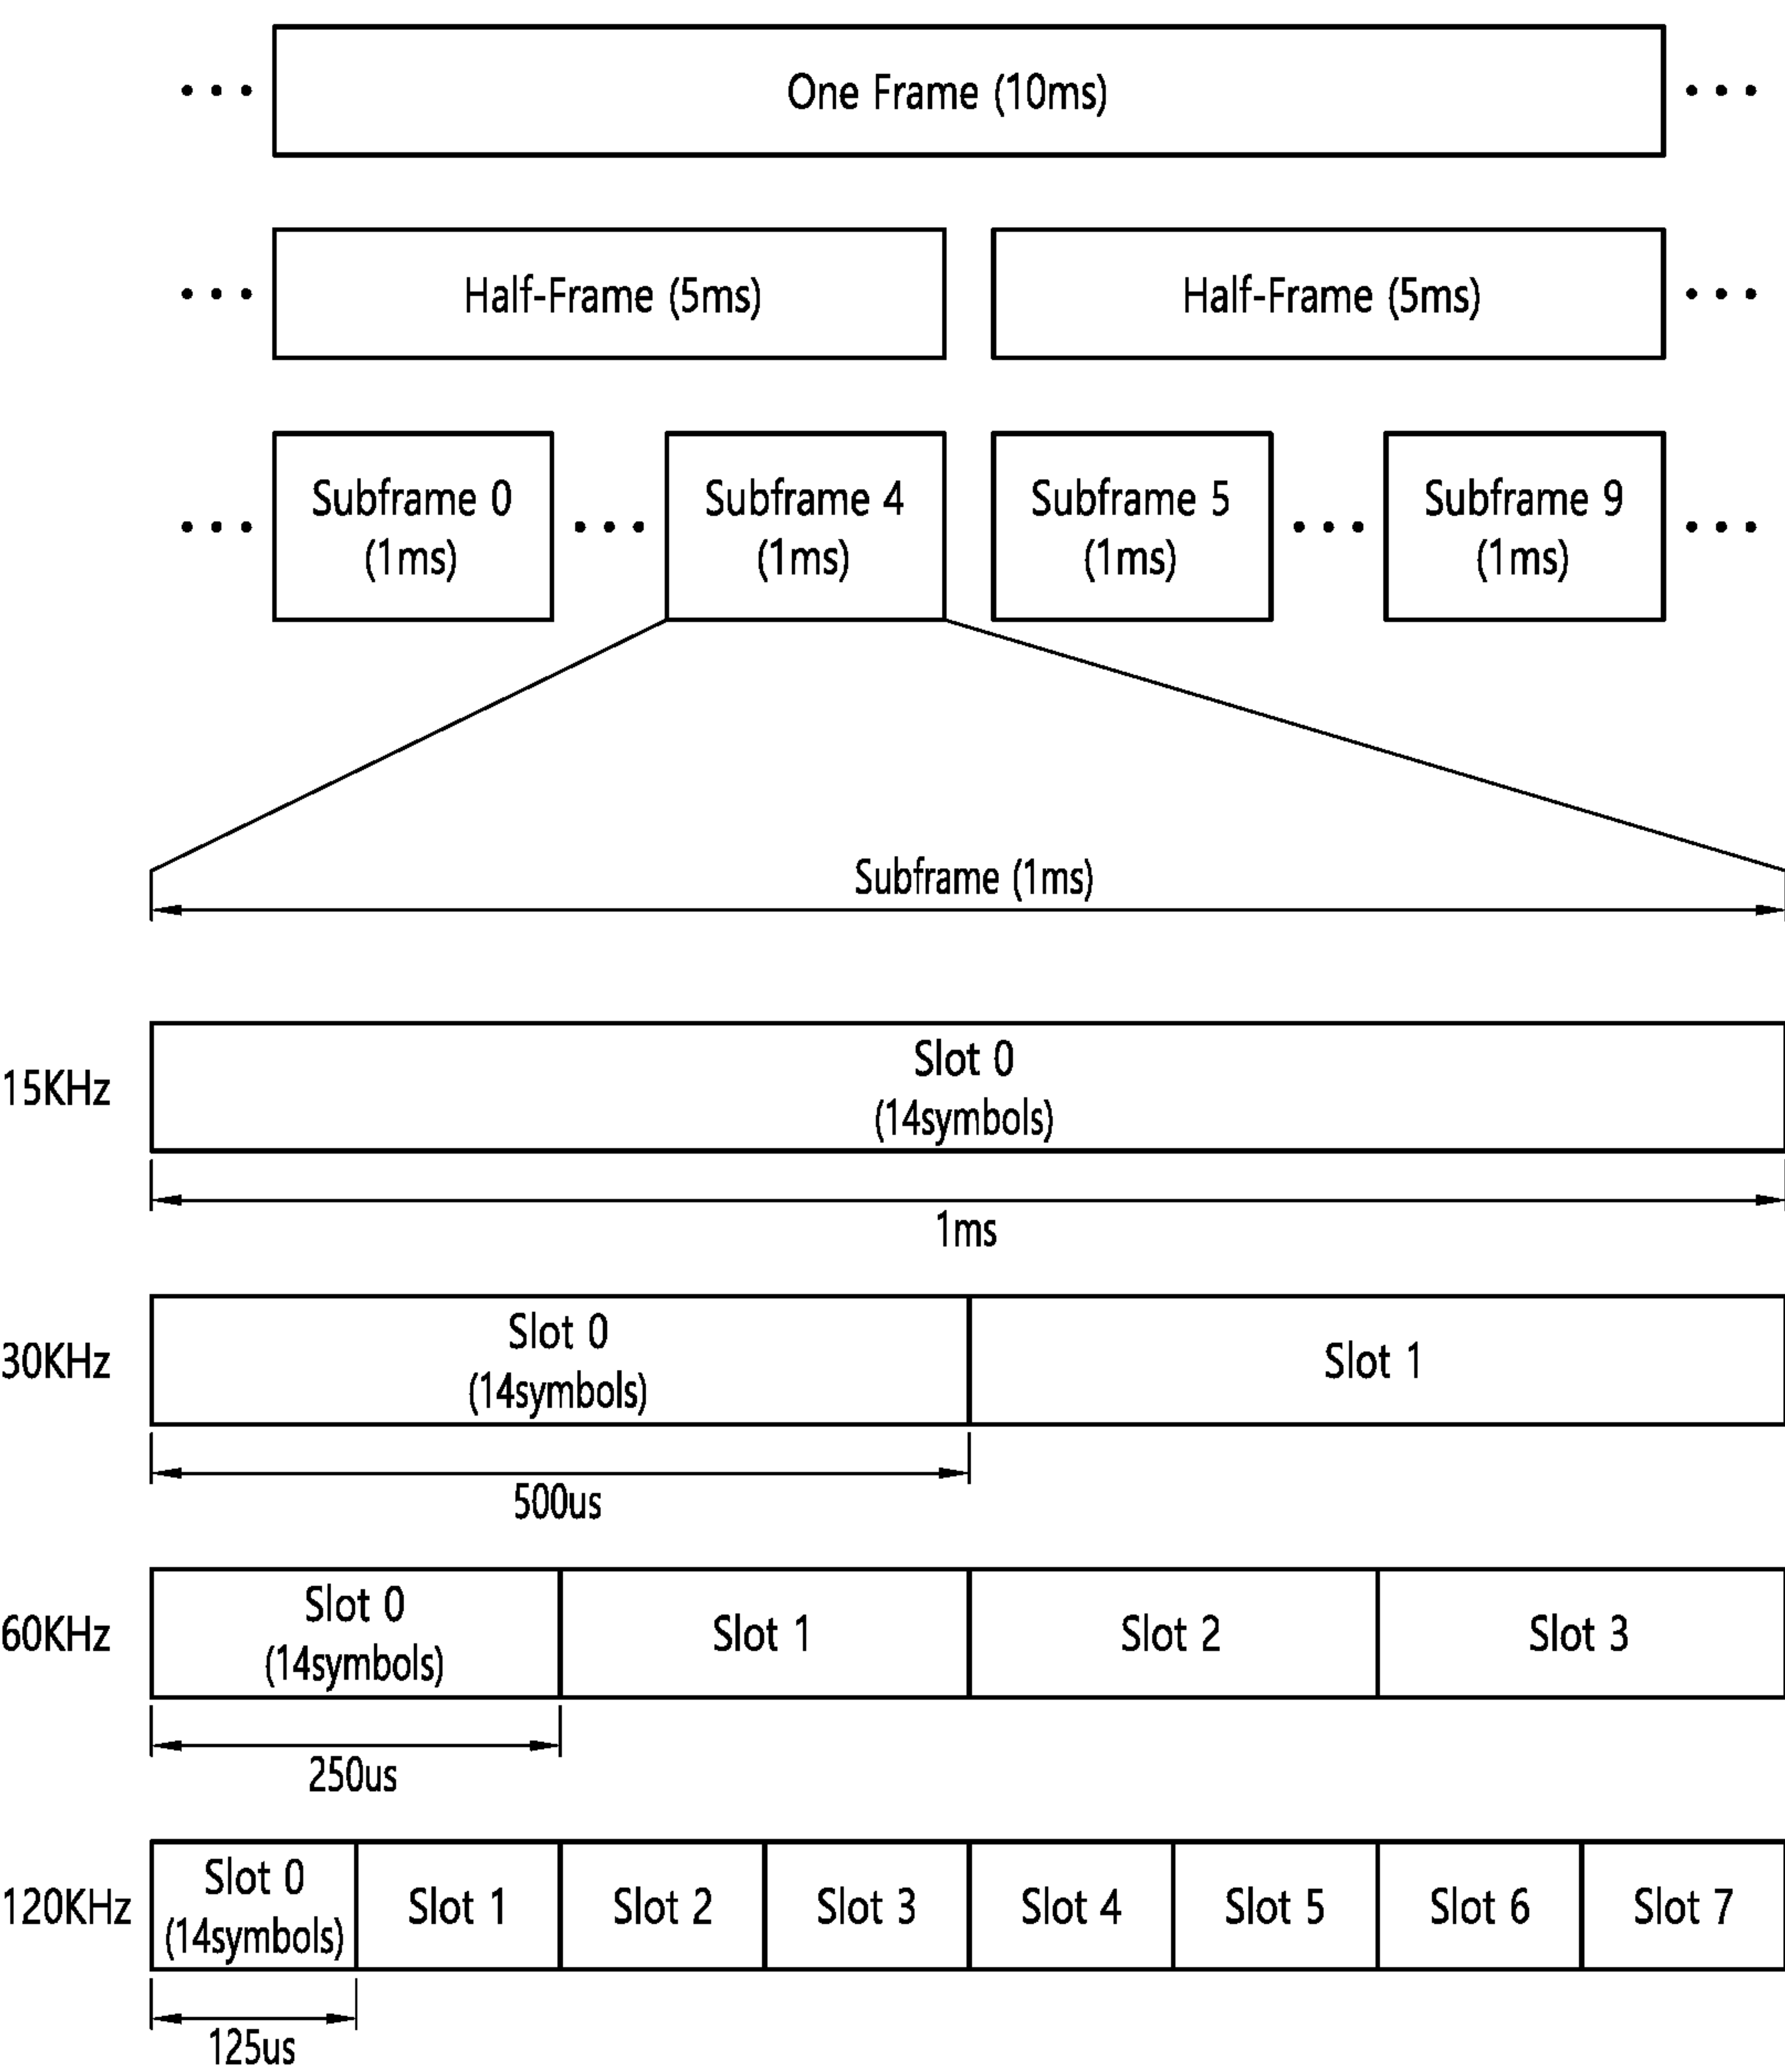 One Frame (10ms)
Half-Frame (5ms)
Half-Frame (5ms)
Subframe 0
(1ms)
Subframe 4
(1ms)
Subframe 5
(1ms)
Subframe 9
(1ms)
Subframe (1ms)
15KHz
Slot 0
(14symbols)
1ms
30KHz
Slot 0
(14symbols)
Slot 1
500us
60KHz
Slot 0
(14symbols)
Slot 1
Slot 2
Slot 3
250us
120KHz
Slot 0
(14symbols)
Slot 1
Slot 2
Slot 3
Slot 4
Slot 5
Slot 6
Slot 7
125us